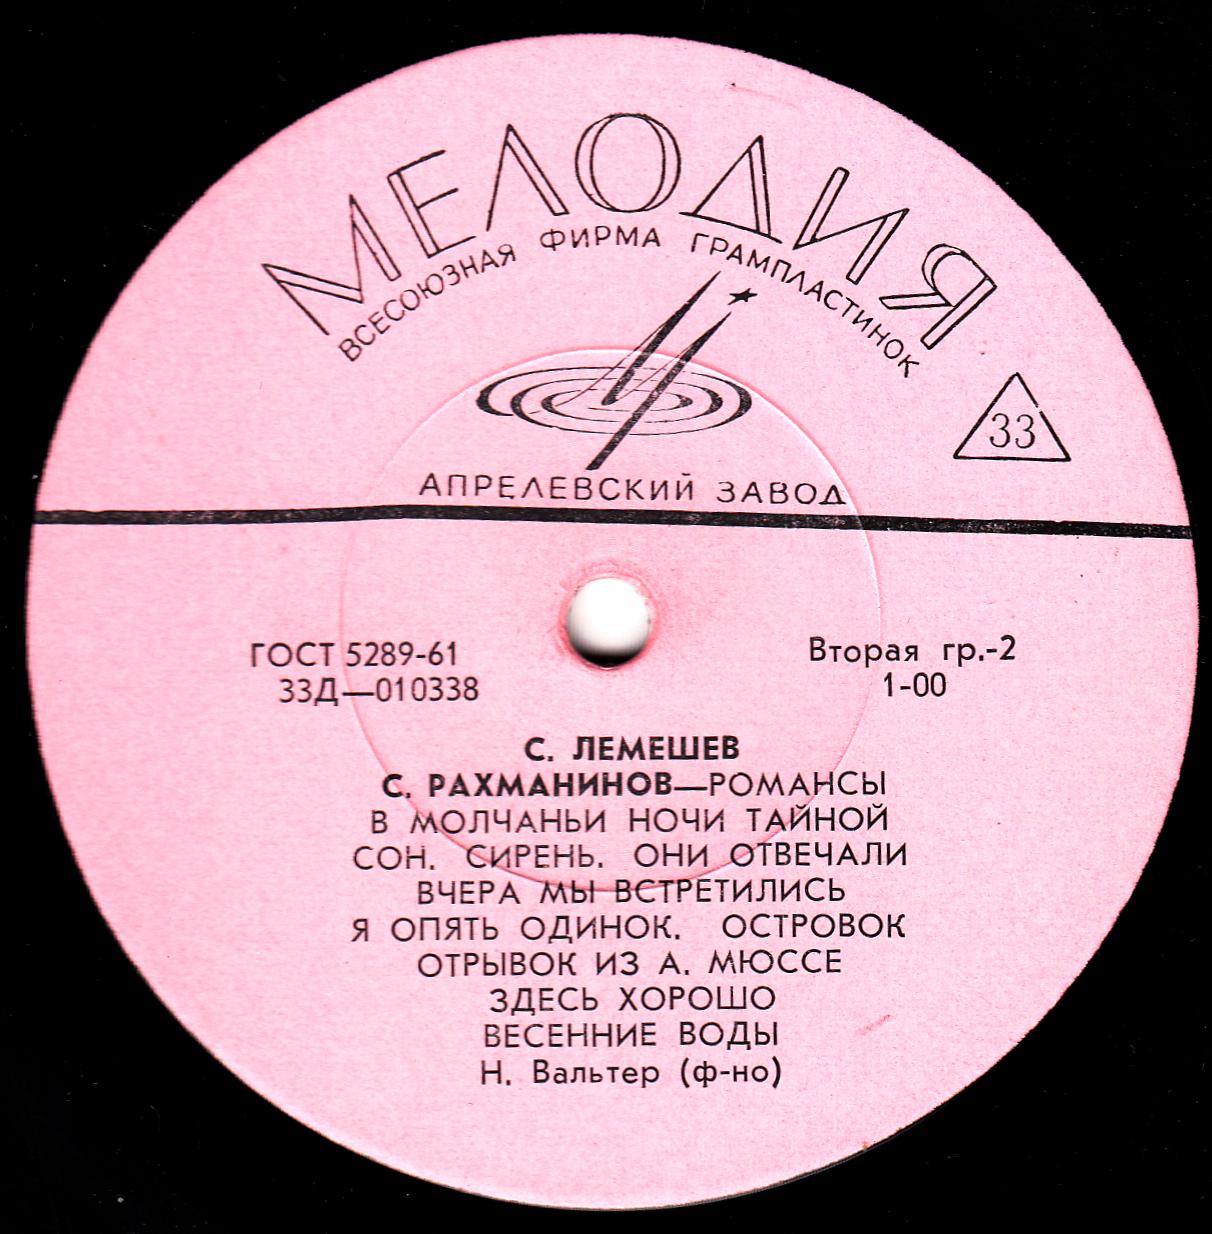 МЕЛОДИЯ
ВСЕСОЮЗНАЯ ФИРМА ГРАМПЛАСТИНОК
33
АПРЕЛЕВСКИЙ ЗАВОД
ГОСТ 5289-61
33Д—010338
Вторая гр.-2
1-00
С. ЛЕМЕШЕВ
С. РАХМАНИНОВ—РОМАНСЫ
В МОЛЧАНЬИ НОЧИ ТАЙНОЙ
СОН. СИРЕНЬ. ОНИ ОТВЕЧАЛИ
ВЧЕРА МЫ ВСТРЕТИЛИСЬ
Я ОПЯТЬ ОДИНОК. ОСТРОВОК
ОТРЫВОК ИЗ А. МЮССЕ
ЗДЕСЬ ХОРОШО
ВЕСЕННИЕ ВОДЫ
Н. Вальтер (ф-но)